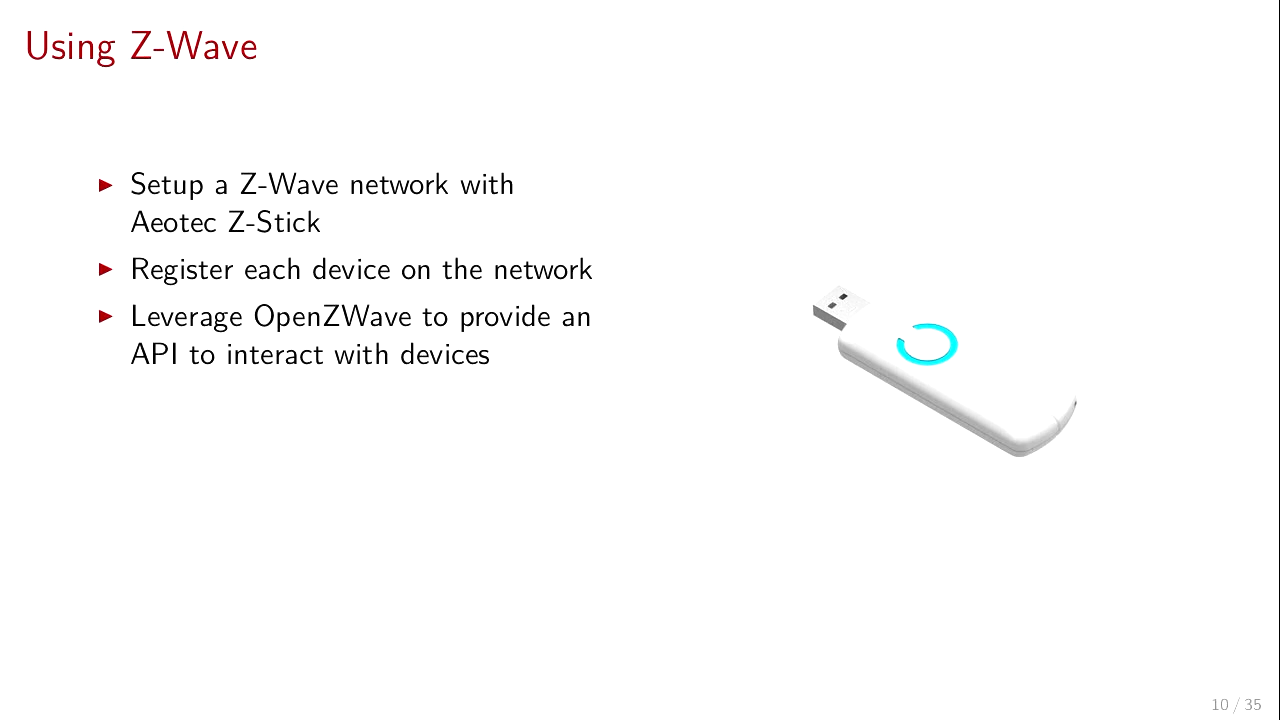 Using Z-Wave
Setup a Z-Wave network with
Aeotec Z-Stick
Register each device on the network
Leverage OpenZWave to provide an
API to interact with devices
10 / 35